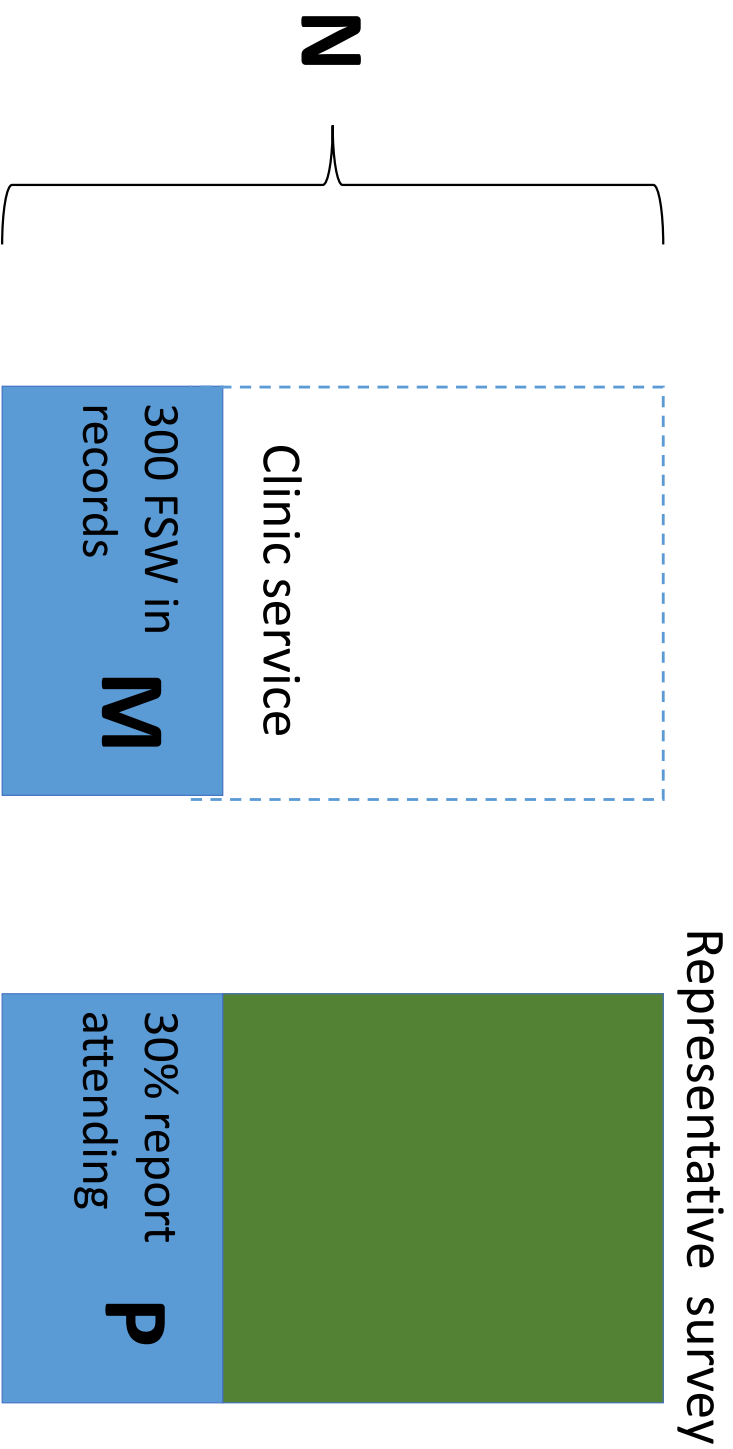 Representative survey
N
Clinic service
300 FSW in
records
M
30% report
attending
P